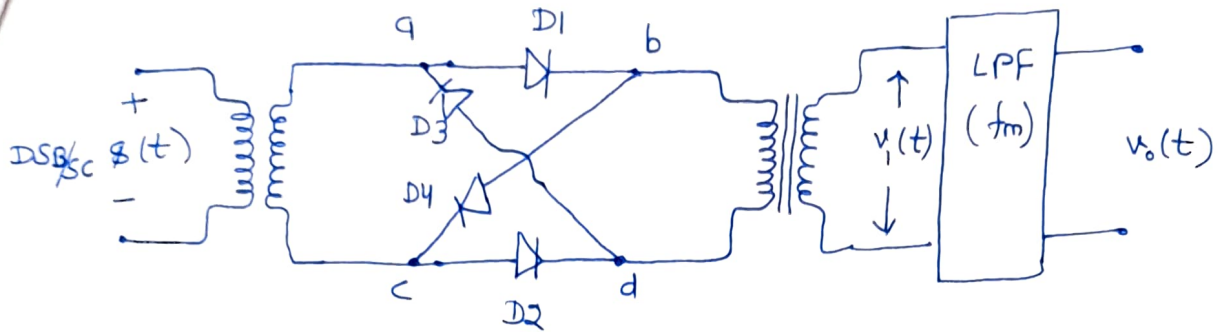 a
D1
b
+
DSB/SC s(t)
-
D3
D4
c
D2
d
v₁(t)
LPF
(fm)
v₀(t)